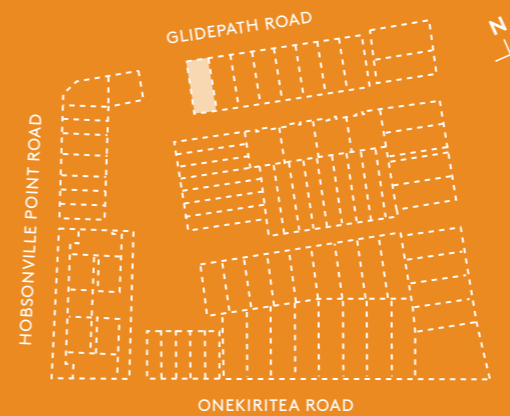 GLIDEPATH ROAD
N
HOBSONVILLE POINT ROAD
ONEKIRITEA ROAD